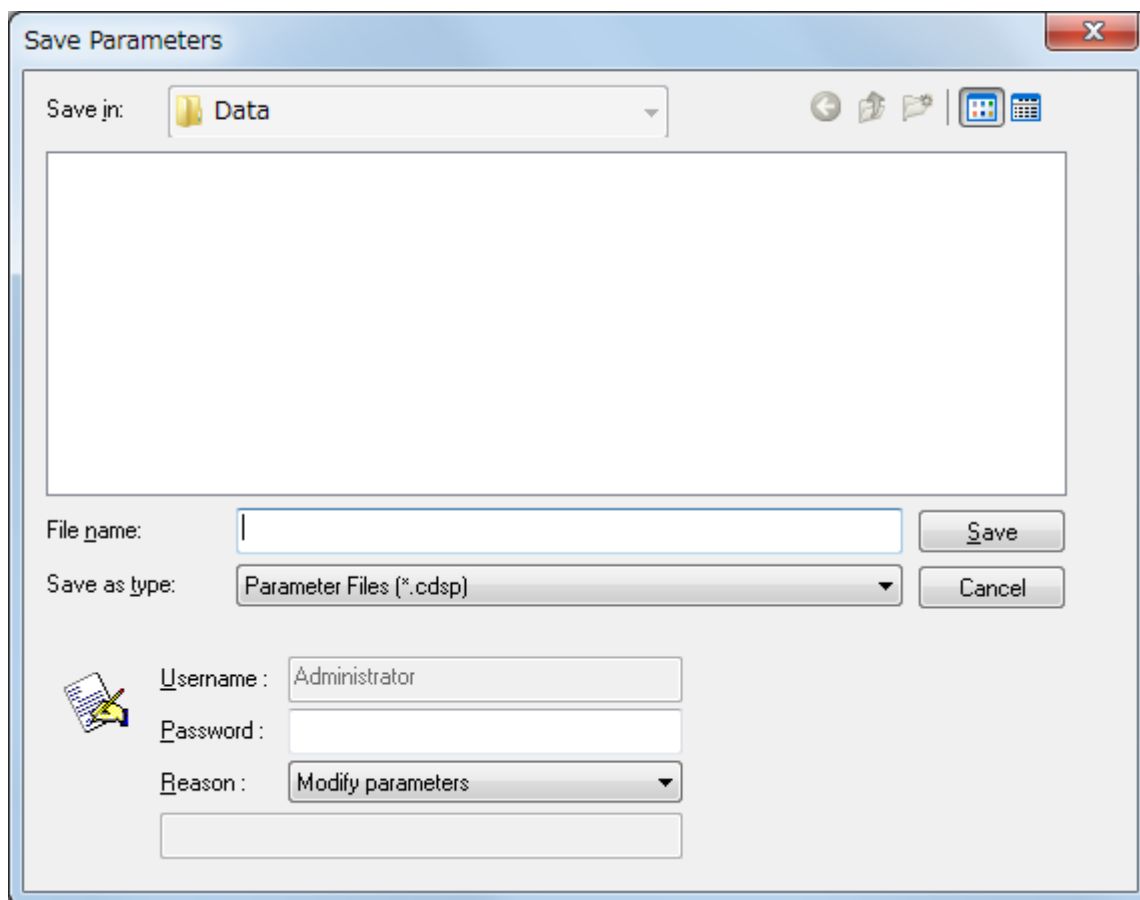 Save Parameters
Save in: Data
File name:
Save
Save as type: Parameter Files (*.cdsp)
Cancel
Username : Administrator
Password :
Reason : Modify parameters